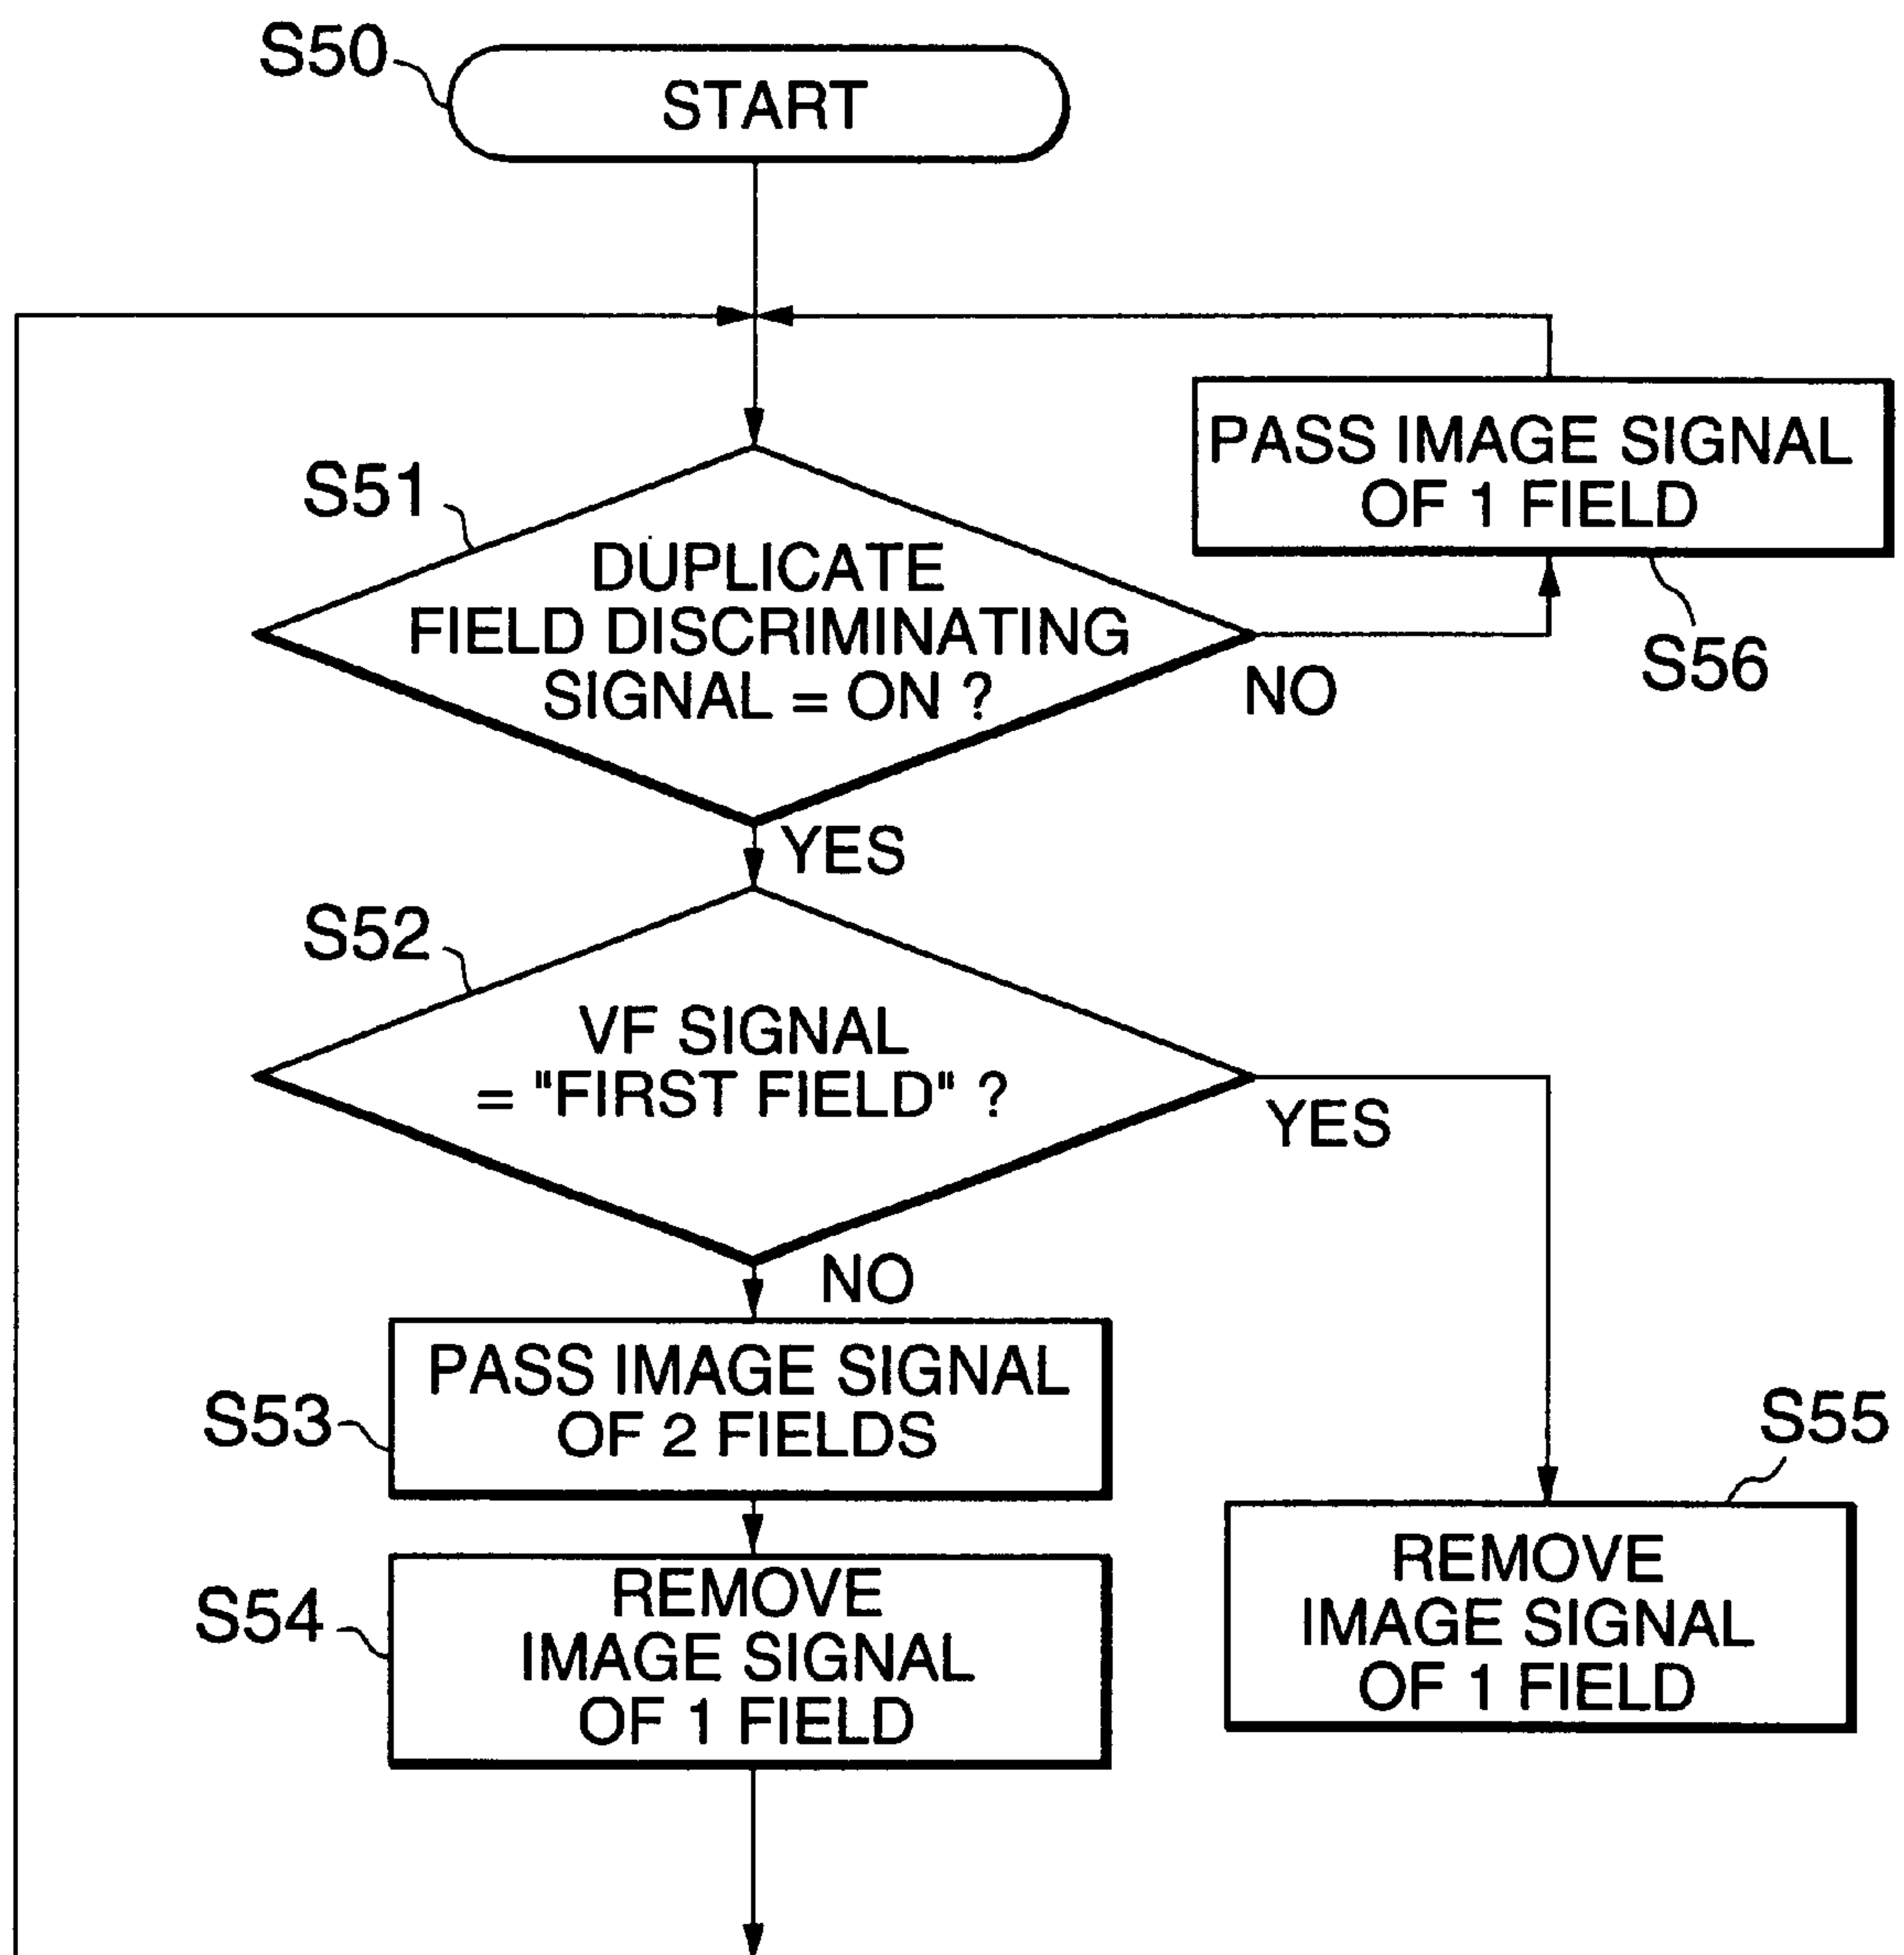 S50
START
PASS IMAGE SIGNAL
OF 1 FIELD
S56
S51
DUPLICATE
FIELD DISCRIMINATING
SIGNAL = ON ?
NO
YES
S52
VF SIGNAL
= "FIRST FIELD" ?
YES
NO
S53
PASS IMAGE SIGNAL
OF 2 FIELDS
S55
REMOVE
IMAGE SIGNAL
OF 1 FIELD
S54
REMOVE
IMAGE SIGNAL
OF 1 FIELD